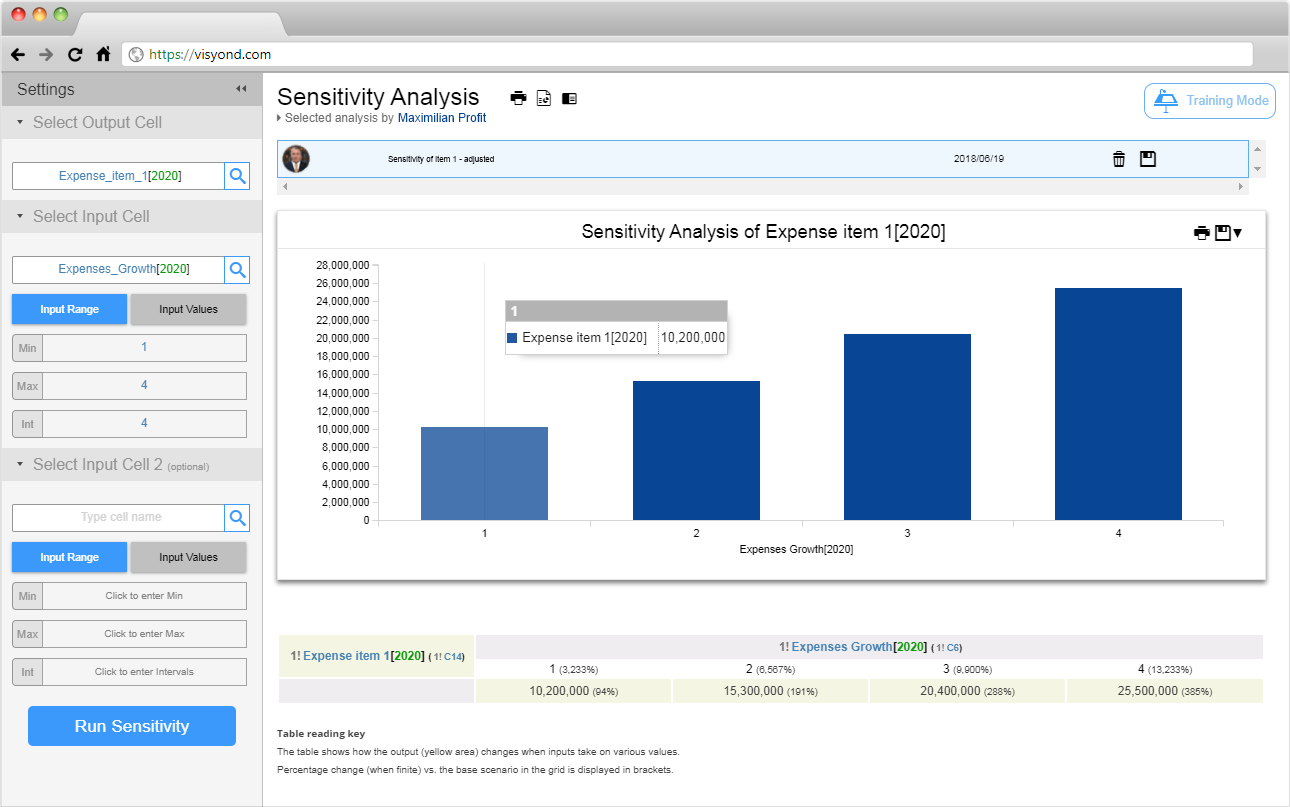 https://visyond.com
Settings
Select Output Cell
Expense_item_1[2020]
Select Input Cell
Expenses_Growth[2020]
Input Range Input Values
Min 1
Max 4
Int 4
Select Input Cell 2 (optional)
Type cell name
Input Range Input Values
Min Click to enter Min
Max Click to enter Max
Int Click to enter Intervals
Run Sensitivity
Sensitivity Analysis
Selected analysis by Maximilian Profit
Training Mode
Sensitivity of item 1 - adjusted 2018/06/19
Sensitivity Analysis of Expense item 1[2020]
28,000,000
26,000,000
24,000,000
22,000,000
20,000,000
18,000,000
16,000,000
14,000,000
12,000,000
10,000,000
8,000,000
6,000,000
4,000,000
2,000,000
0
1
Expense item 1[2020] 10,200,000
1 2 3 4
Expenses Growth[2020]
1! Expense item 1[2020] ( 1! C14)
1! Expenses Growth[2020] ( 1! C6)
1 (3,233%) 2 (6,567%) 3 (9,900%) 4 (13,233%)
10,200,000 (94%) 15,300,000 (191%) 20,400,000 (288%) 25,500,000 (385%)
Table reading key
The table shows how the output (yellow area) changes when inputs take on various values.
Percentage change (when finite) vs. the base scenario in the grid is displayed in brackets.